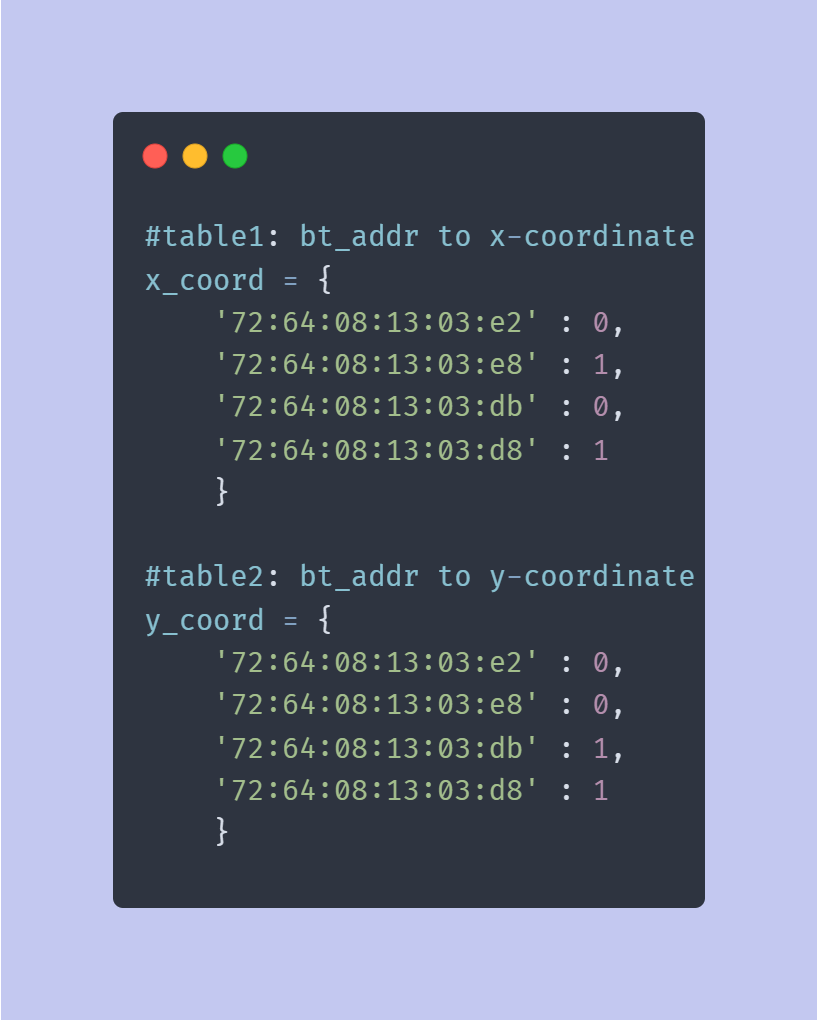 #table1: bt_addr to x-coordinate
x_coord = {
    '72:64:08:13:03:e2' : 0,
    '72:64:08:13:03:e8' : 1,
    '72:64:08:13:03:db' : 0,
    '72:64:08:13:03:d8' : 1
    }

#table2: bt_addr to y-coordinate
y_coord = {
    '72:64:08:13:03:e2' : 0,
    '72:64:08:13:03:e8' : 0,
    '72:64:08:13:03:db' : 1,
    '72:64:08:13:03:d8' : 1
    }